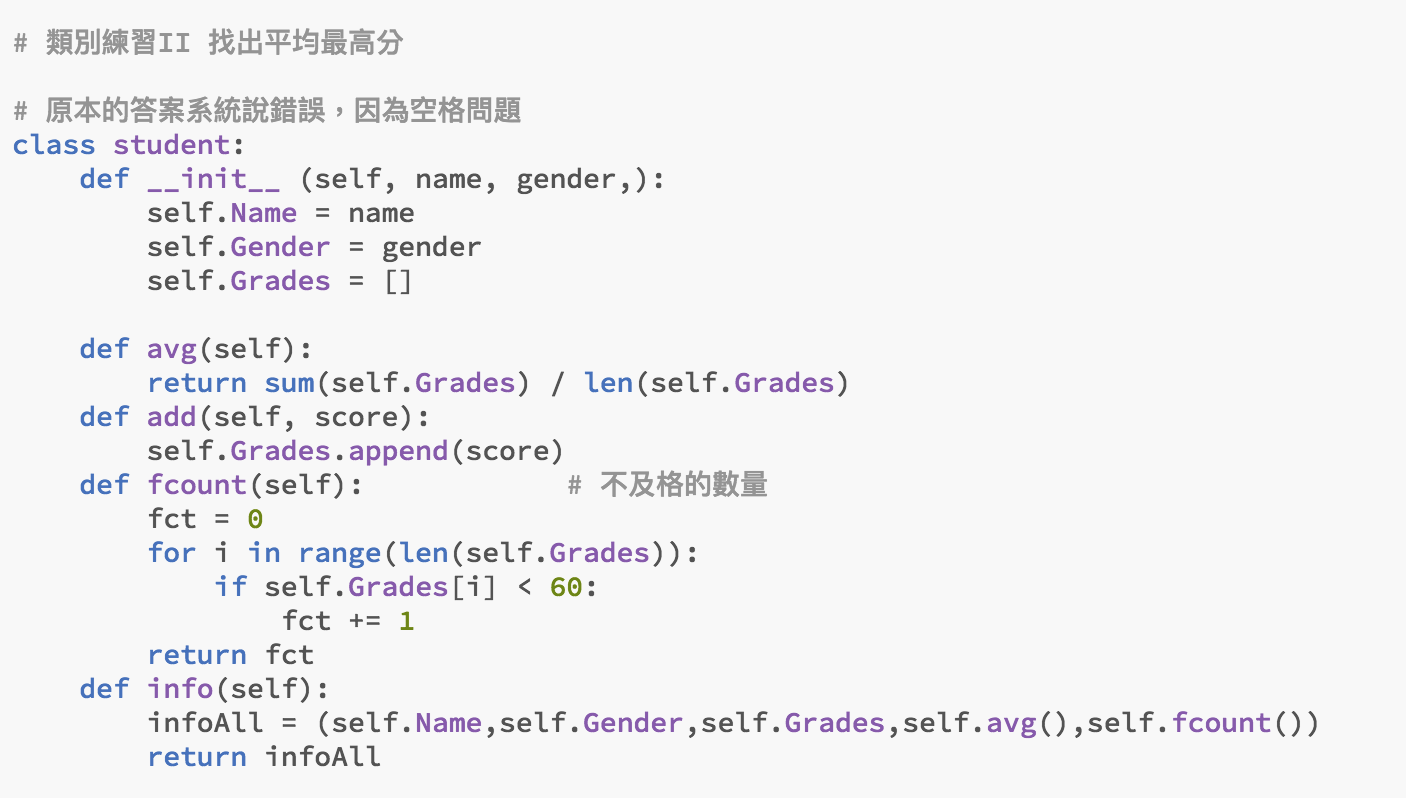 # 類別練習II 找出平均最高分
# 原本的答案系統說錯誤，因為空格問題
class student:
    def __init__ (self, name, gender,):
        self.Name = name
        self.Gender = gender
        self.Grades = []
    def avg(self):
        return sum(self.Grades) / len(self.Grades)
    def add(self, score):
        self.Grades.append(score)
    def fcount(self):            # 不及格的數量
        fct = 0
        for i in range(len(self.Grades)):
            if self.Grades[i] < 60:
                fct += 1
        return fct
    def info(self):
        infoAll = (self.Name,self.Gender,self.Grades,self.avg(),self.fcount())
        return infoAll